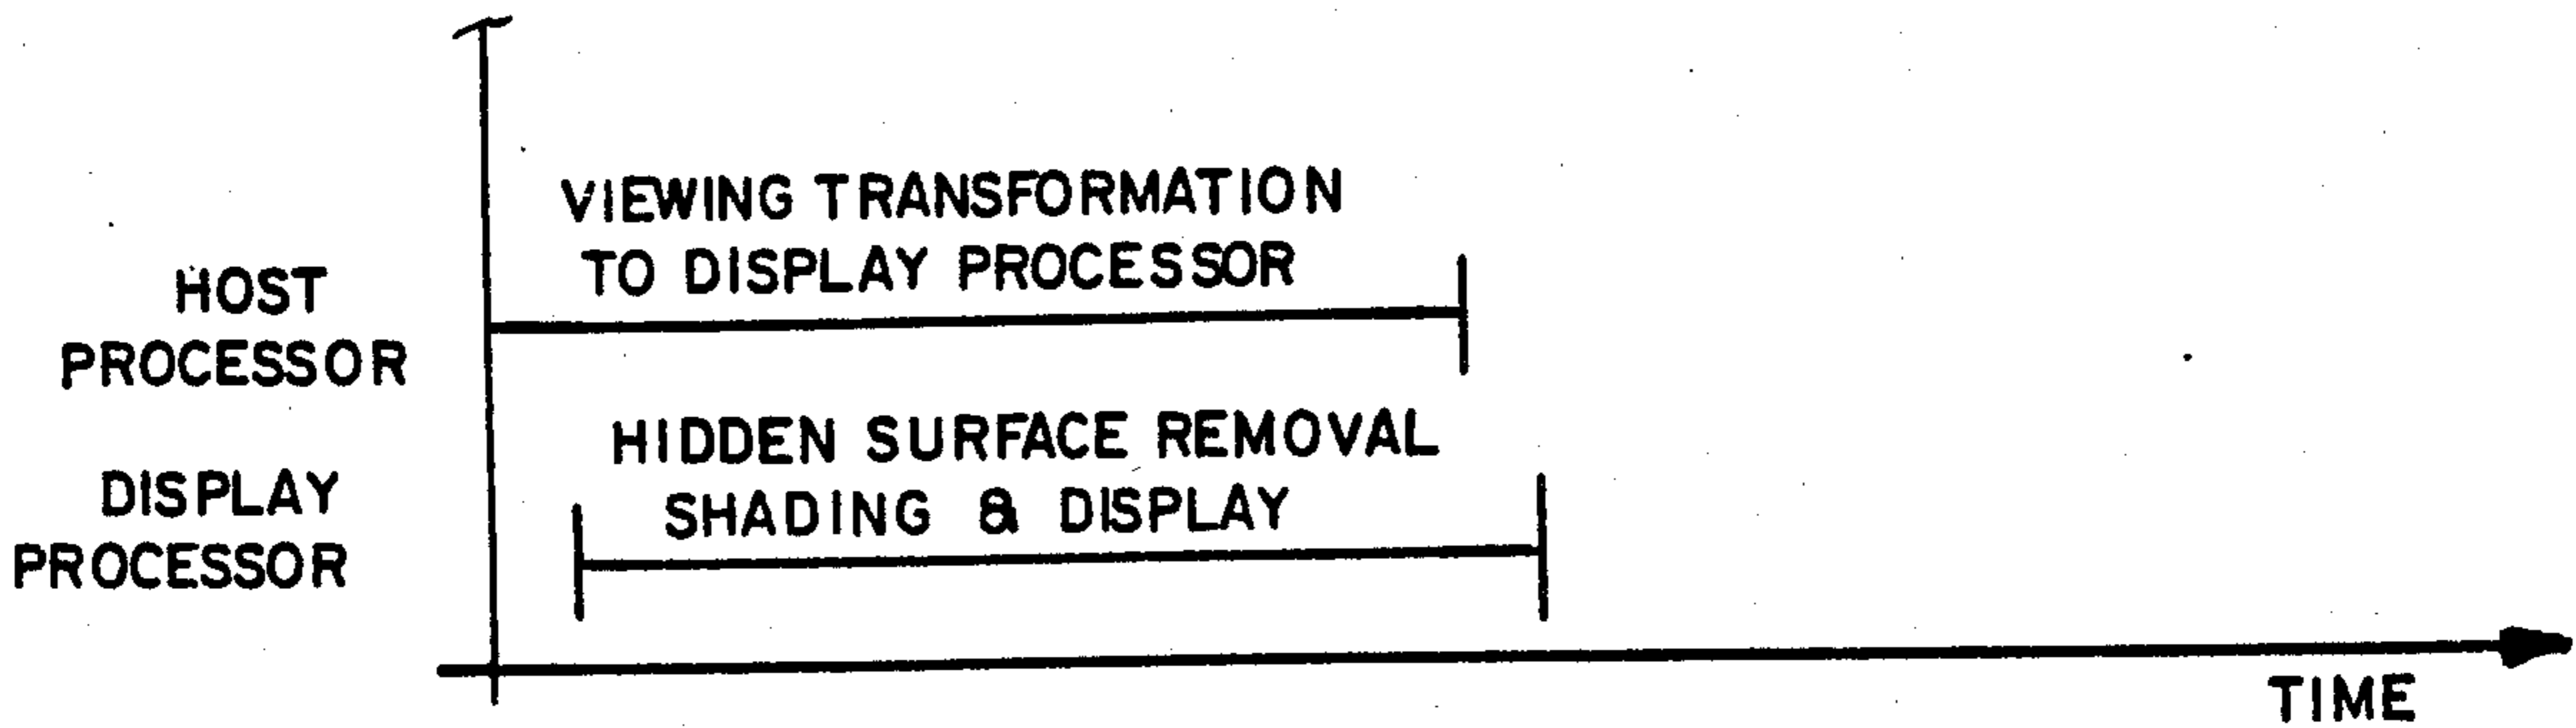 VIEWING TRANSFORMATION
TO DISPLAY PROCESSOR
HOST
PROCESSOR
HIDDEN SURFACE REMOVAL
SHADING & DISPLAY
DISPLAY
PROCESSOR
TIME